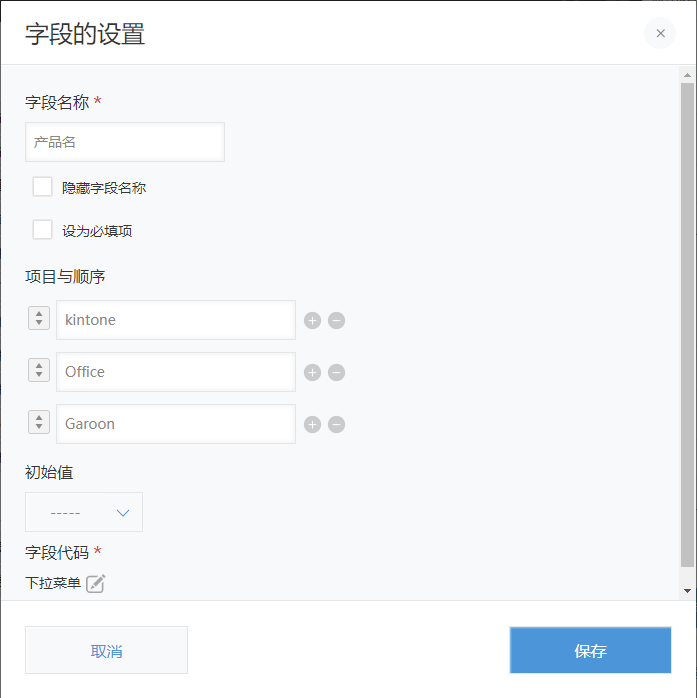 字段的设置
字段名称 *
产品名
隐藏字段名称
设为必填项
项目与顺序
kintone
Office
Garoon
初始值
-----
字段代码 *
下拉菜单
取消
保存